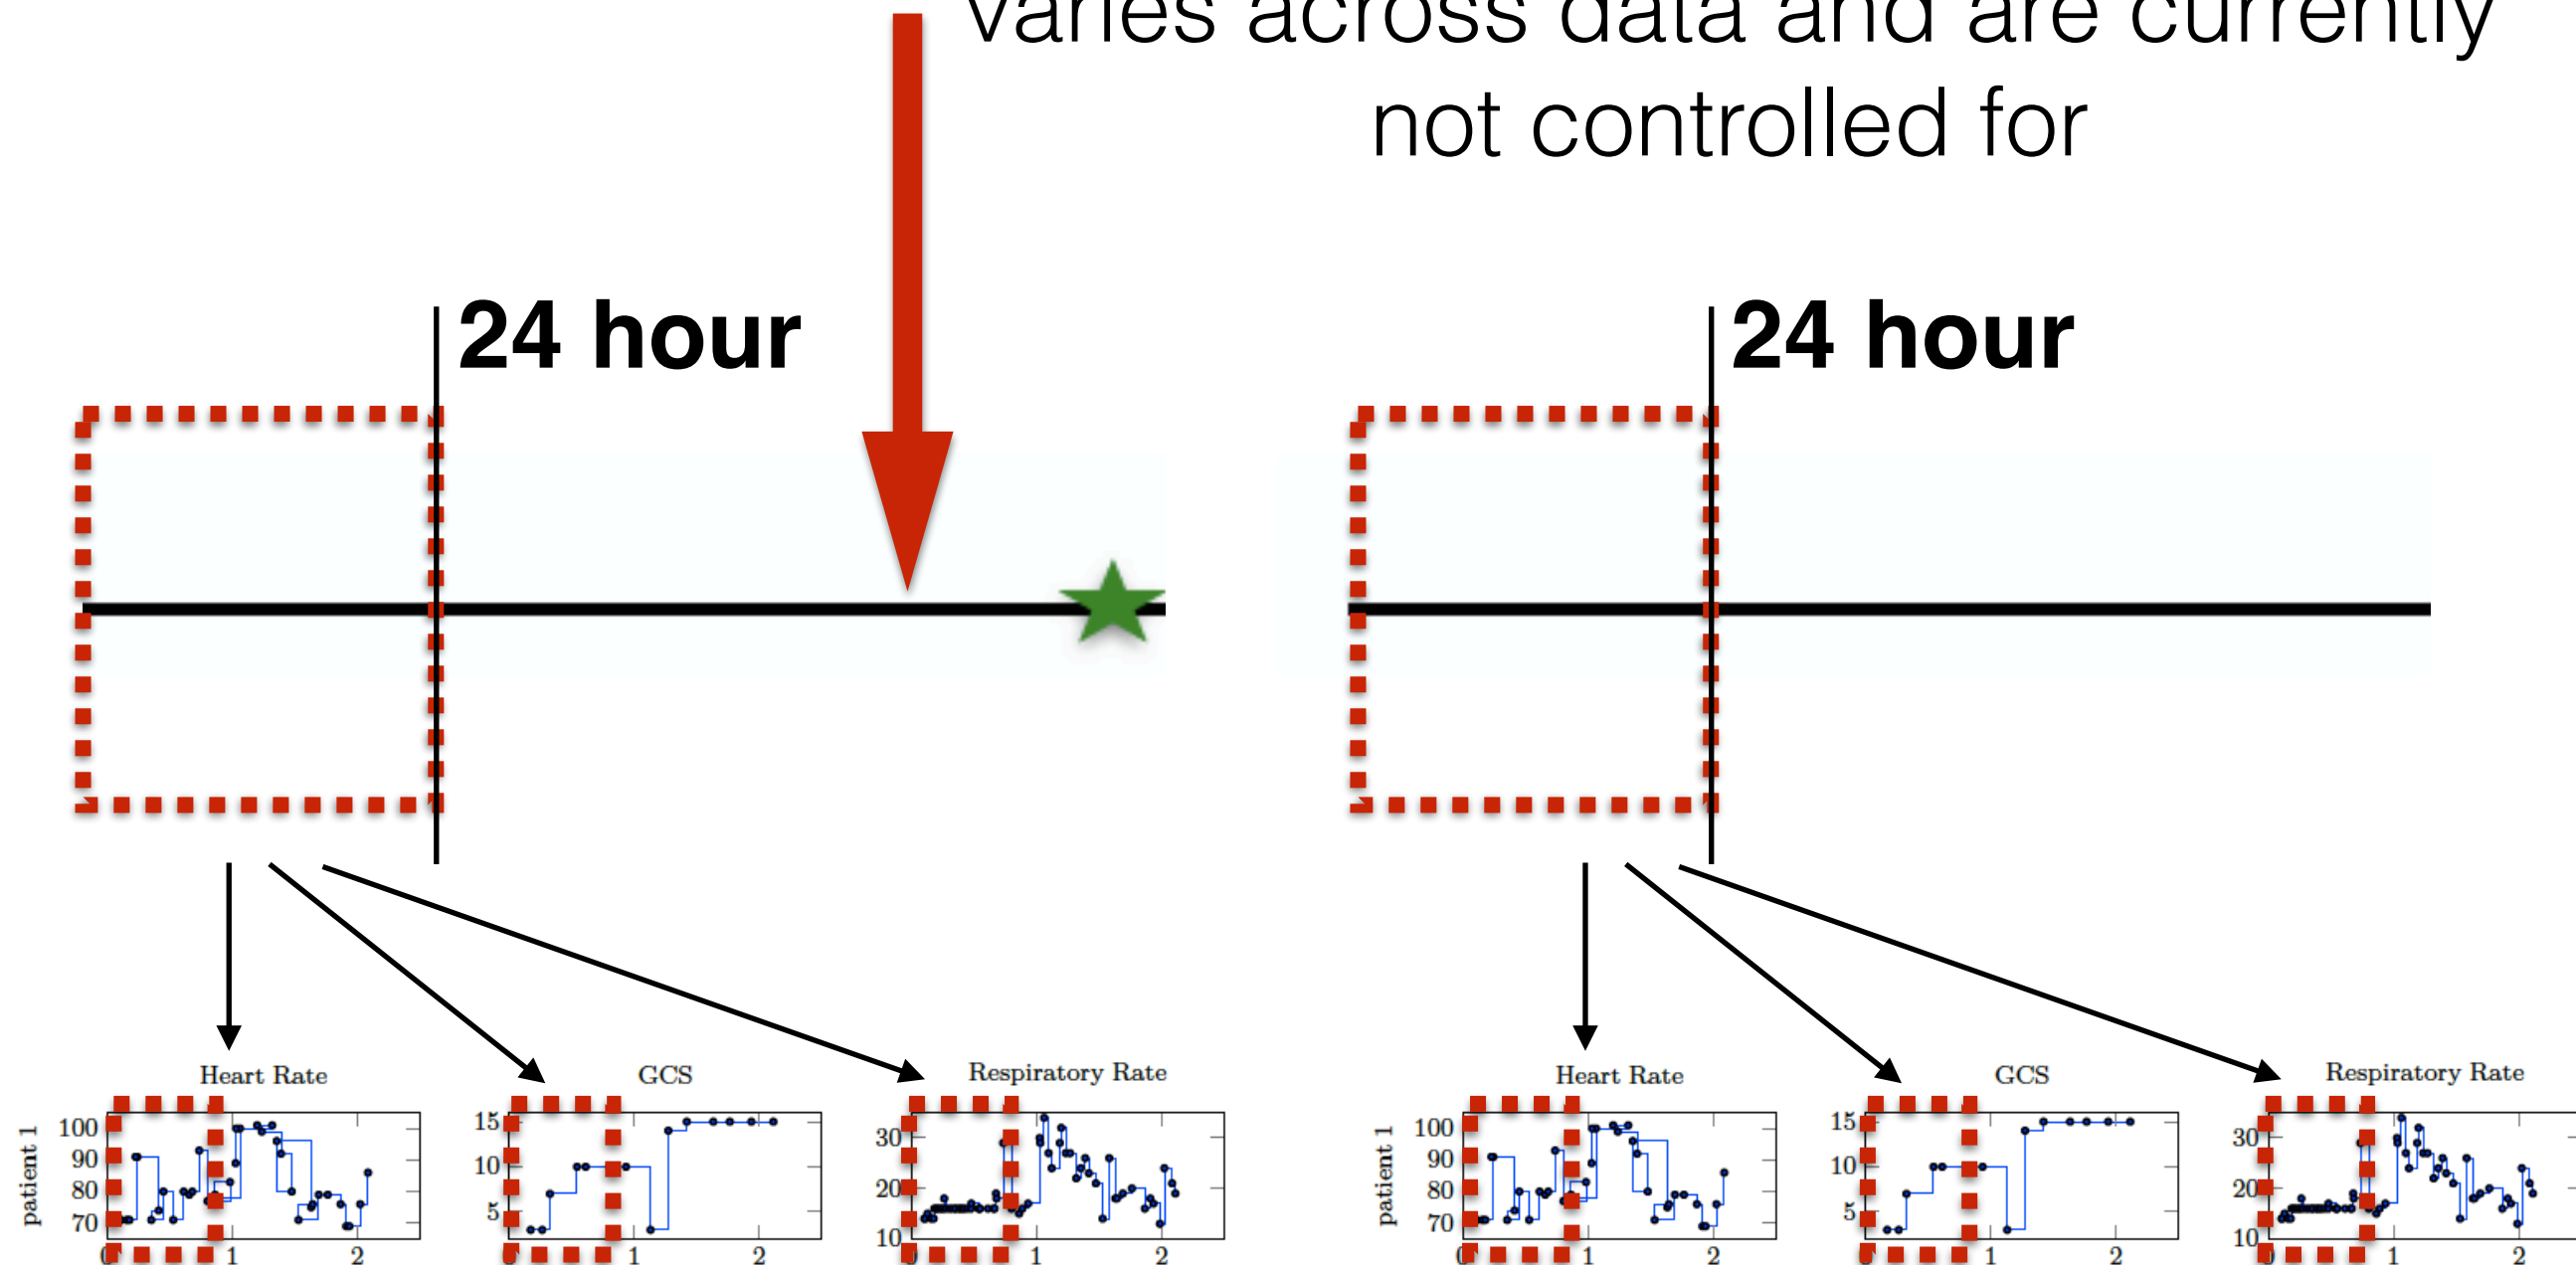 varies across data and are currently
not controlled for
24 hour
24 hour
Heart Rate
GCS
Respiratory Rate
Heart Rate
GCS
Respiratory Rate
patient 1
100
90
80
70
1
2
15
10
5
1
2
30
20
10
1
2
patient 1
100
90
80
70
1
2
15
10
5
1
2
30
20
10
1
2